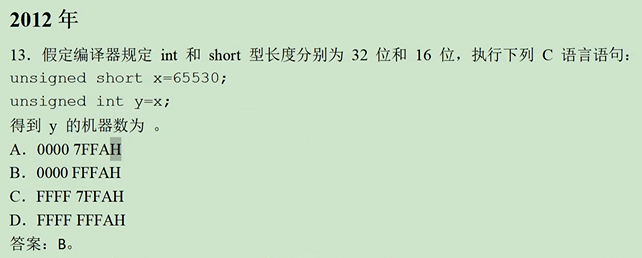 2012 年
13．假定编译器规定 int 和 short 型长度分别为 32 位和 16 位，执行下列 C 语言语句：
unsigned short x=65530;
unsigned int y=x;
得到 y 的机器数为 。
A．0000 7FFAH
B．0000 FFFAH
C．FFFF 7FFAH
D．FFFF FFFAH
答案：B。